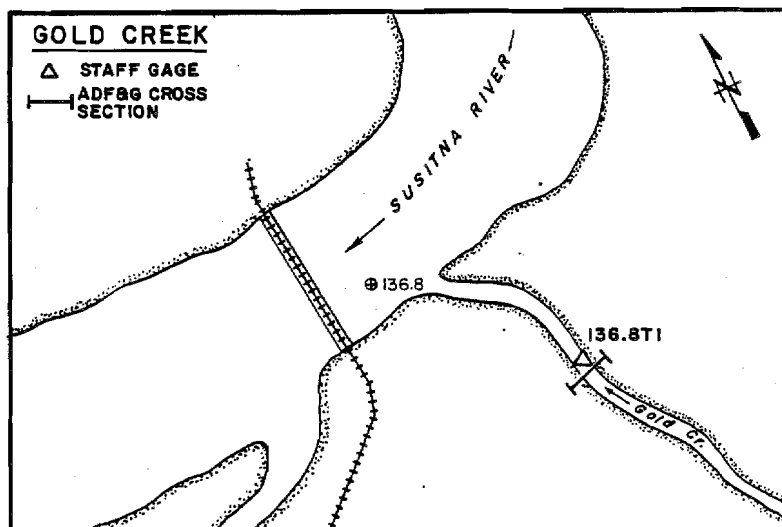 GOLD CREEK
STAFF GAGE
ADF&G CROSS
SECTION
SUSITNA RIVER
N
136.8
136.8T1
Gold Cr.